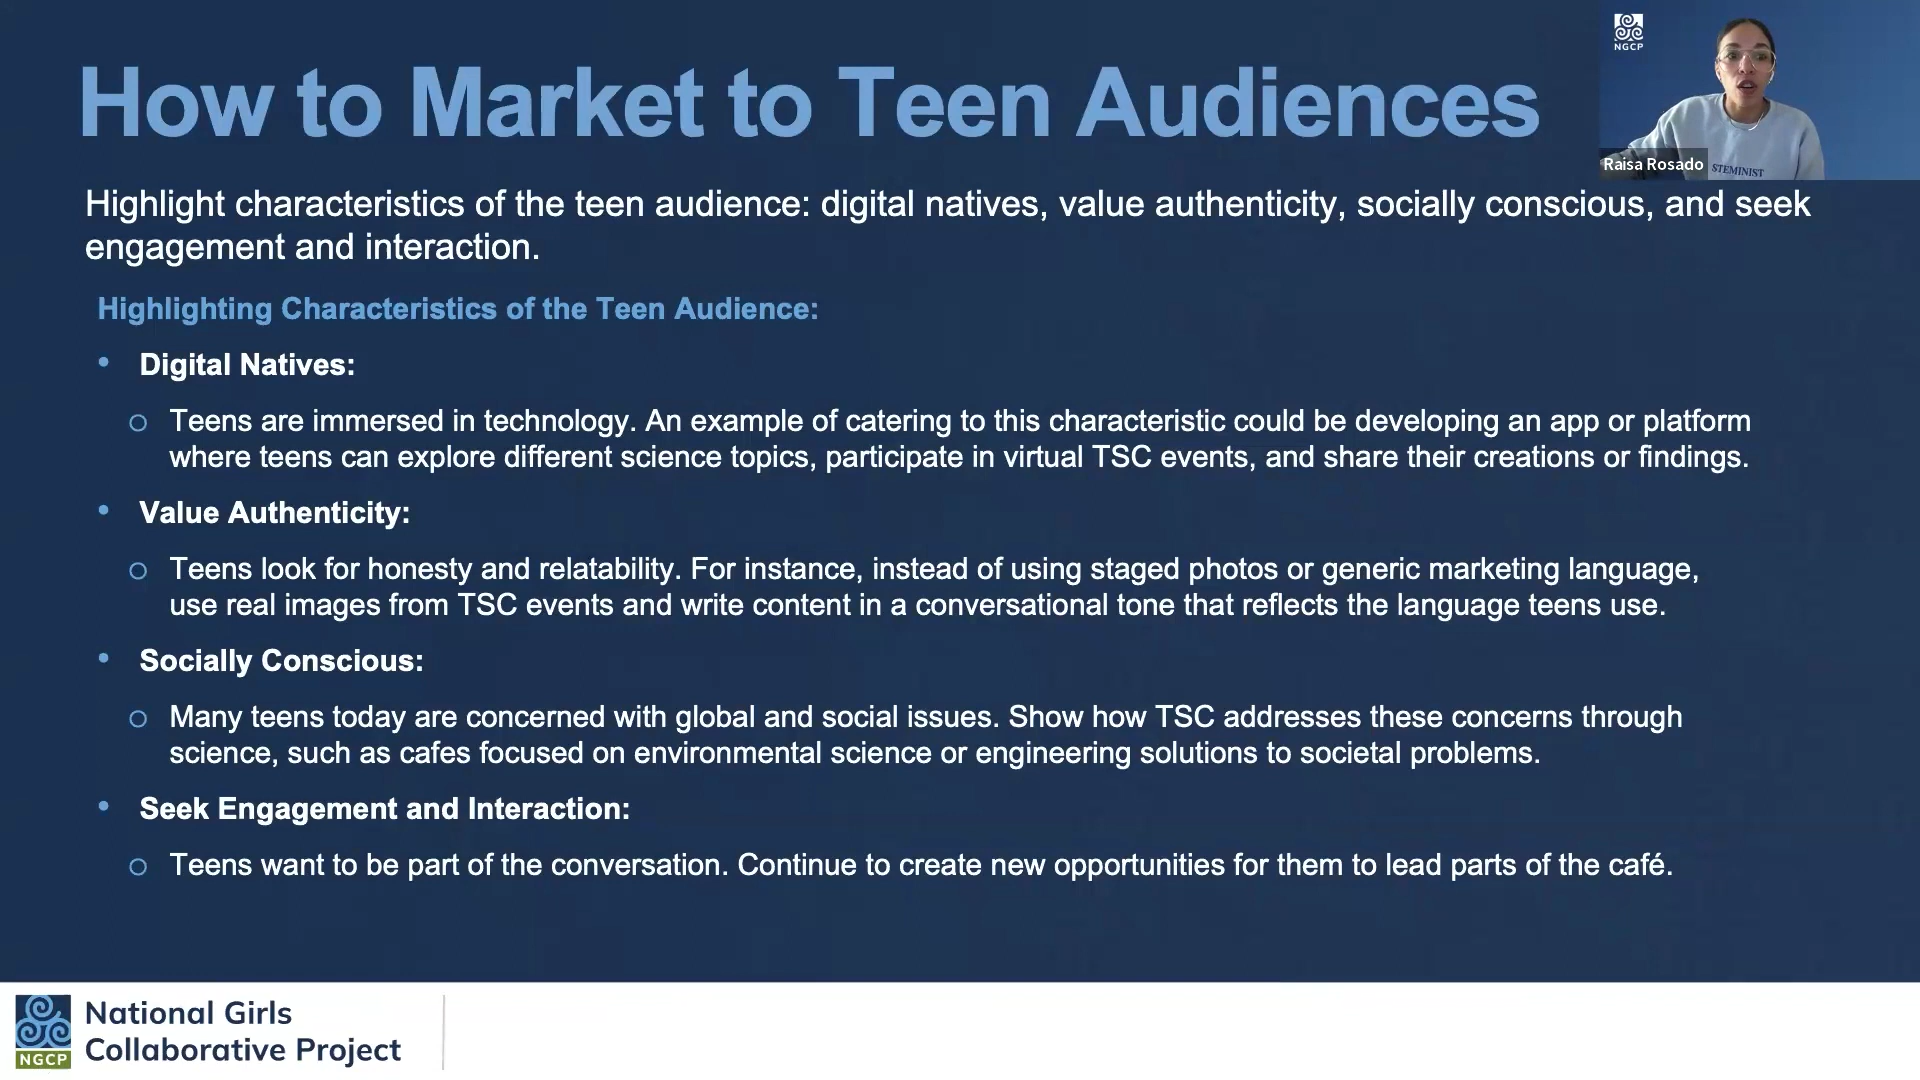 How to Market to Teen Audiences
NGCP
Raisa Rosado
STEMINIST
Highlight characteristics of the teen audience: digital natives, value authenticity, socially conscious, and seek
engagement and interaction.
Highlighting Characteristics of the Teen Audience:
• Digital Natives:
o Teens are immersed in technology. An example of catering to this characteristic could be developing an app or platform
where teens can explore different science topics, participate in virtual TSC events, and share their creations or findings.
• Value Authenticity:
o Teens look for honesty and relatability. For instance, instead of using staged photos or generic marketing language,
use real images from TSC events and write content in a conversational tone that reflects the language teens use.
• Socially Conscious:
o Many teens today are concerned with global and social issues. Show how TSC addresses these concerns through
science, such as cafes focused on environmental science or engineering solutions to societal problems.
• Seek Engagement and Interaction:
o Teens want to be part of the conversation. Continue to create new opportunities for them to lead parts of the café.
NGCP
National Girls
Collaborative Project